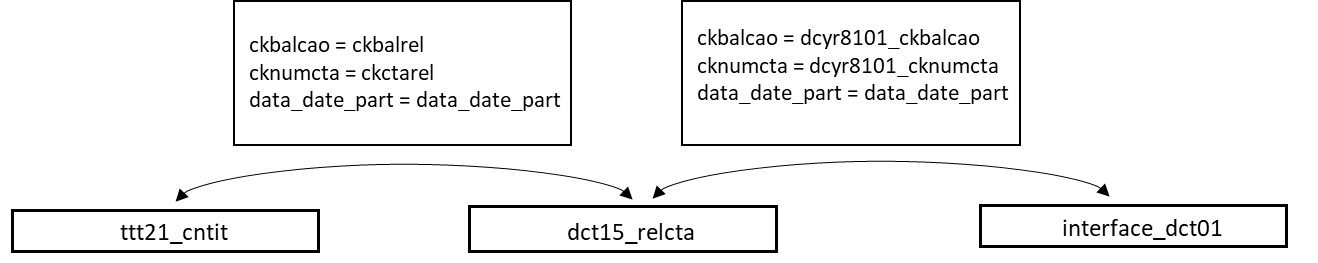 ckbalcao = ckbalrel
cknumcta = ckctarel
data_date_part = data_date_part
ckbalcao = dcyr8101_ckbalcao
cknumcta = dcyr8101_cknumcta
data_date_part = data_date_part
ttt21_cntit
dct15_relcta
interface_dct01